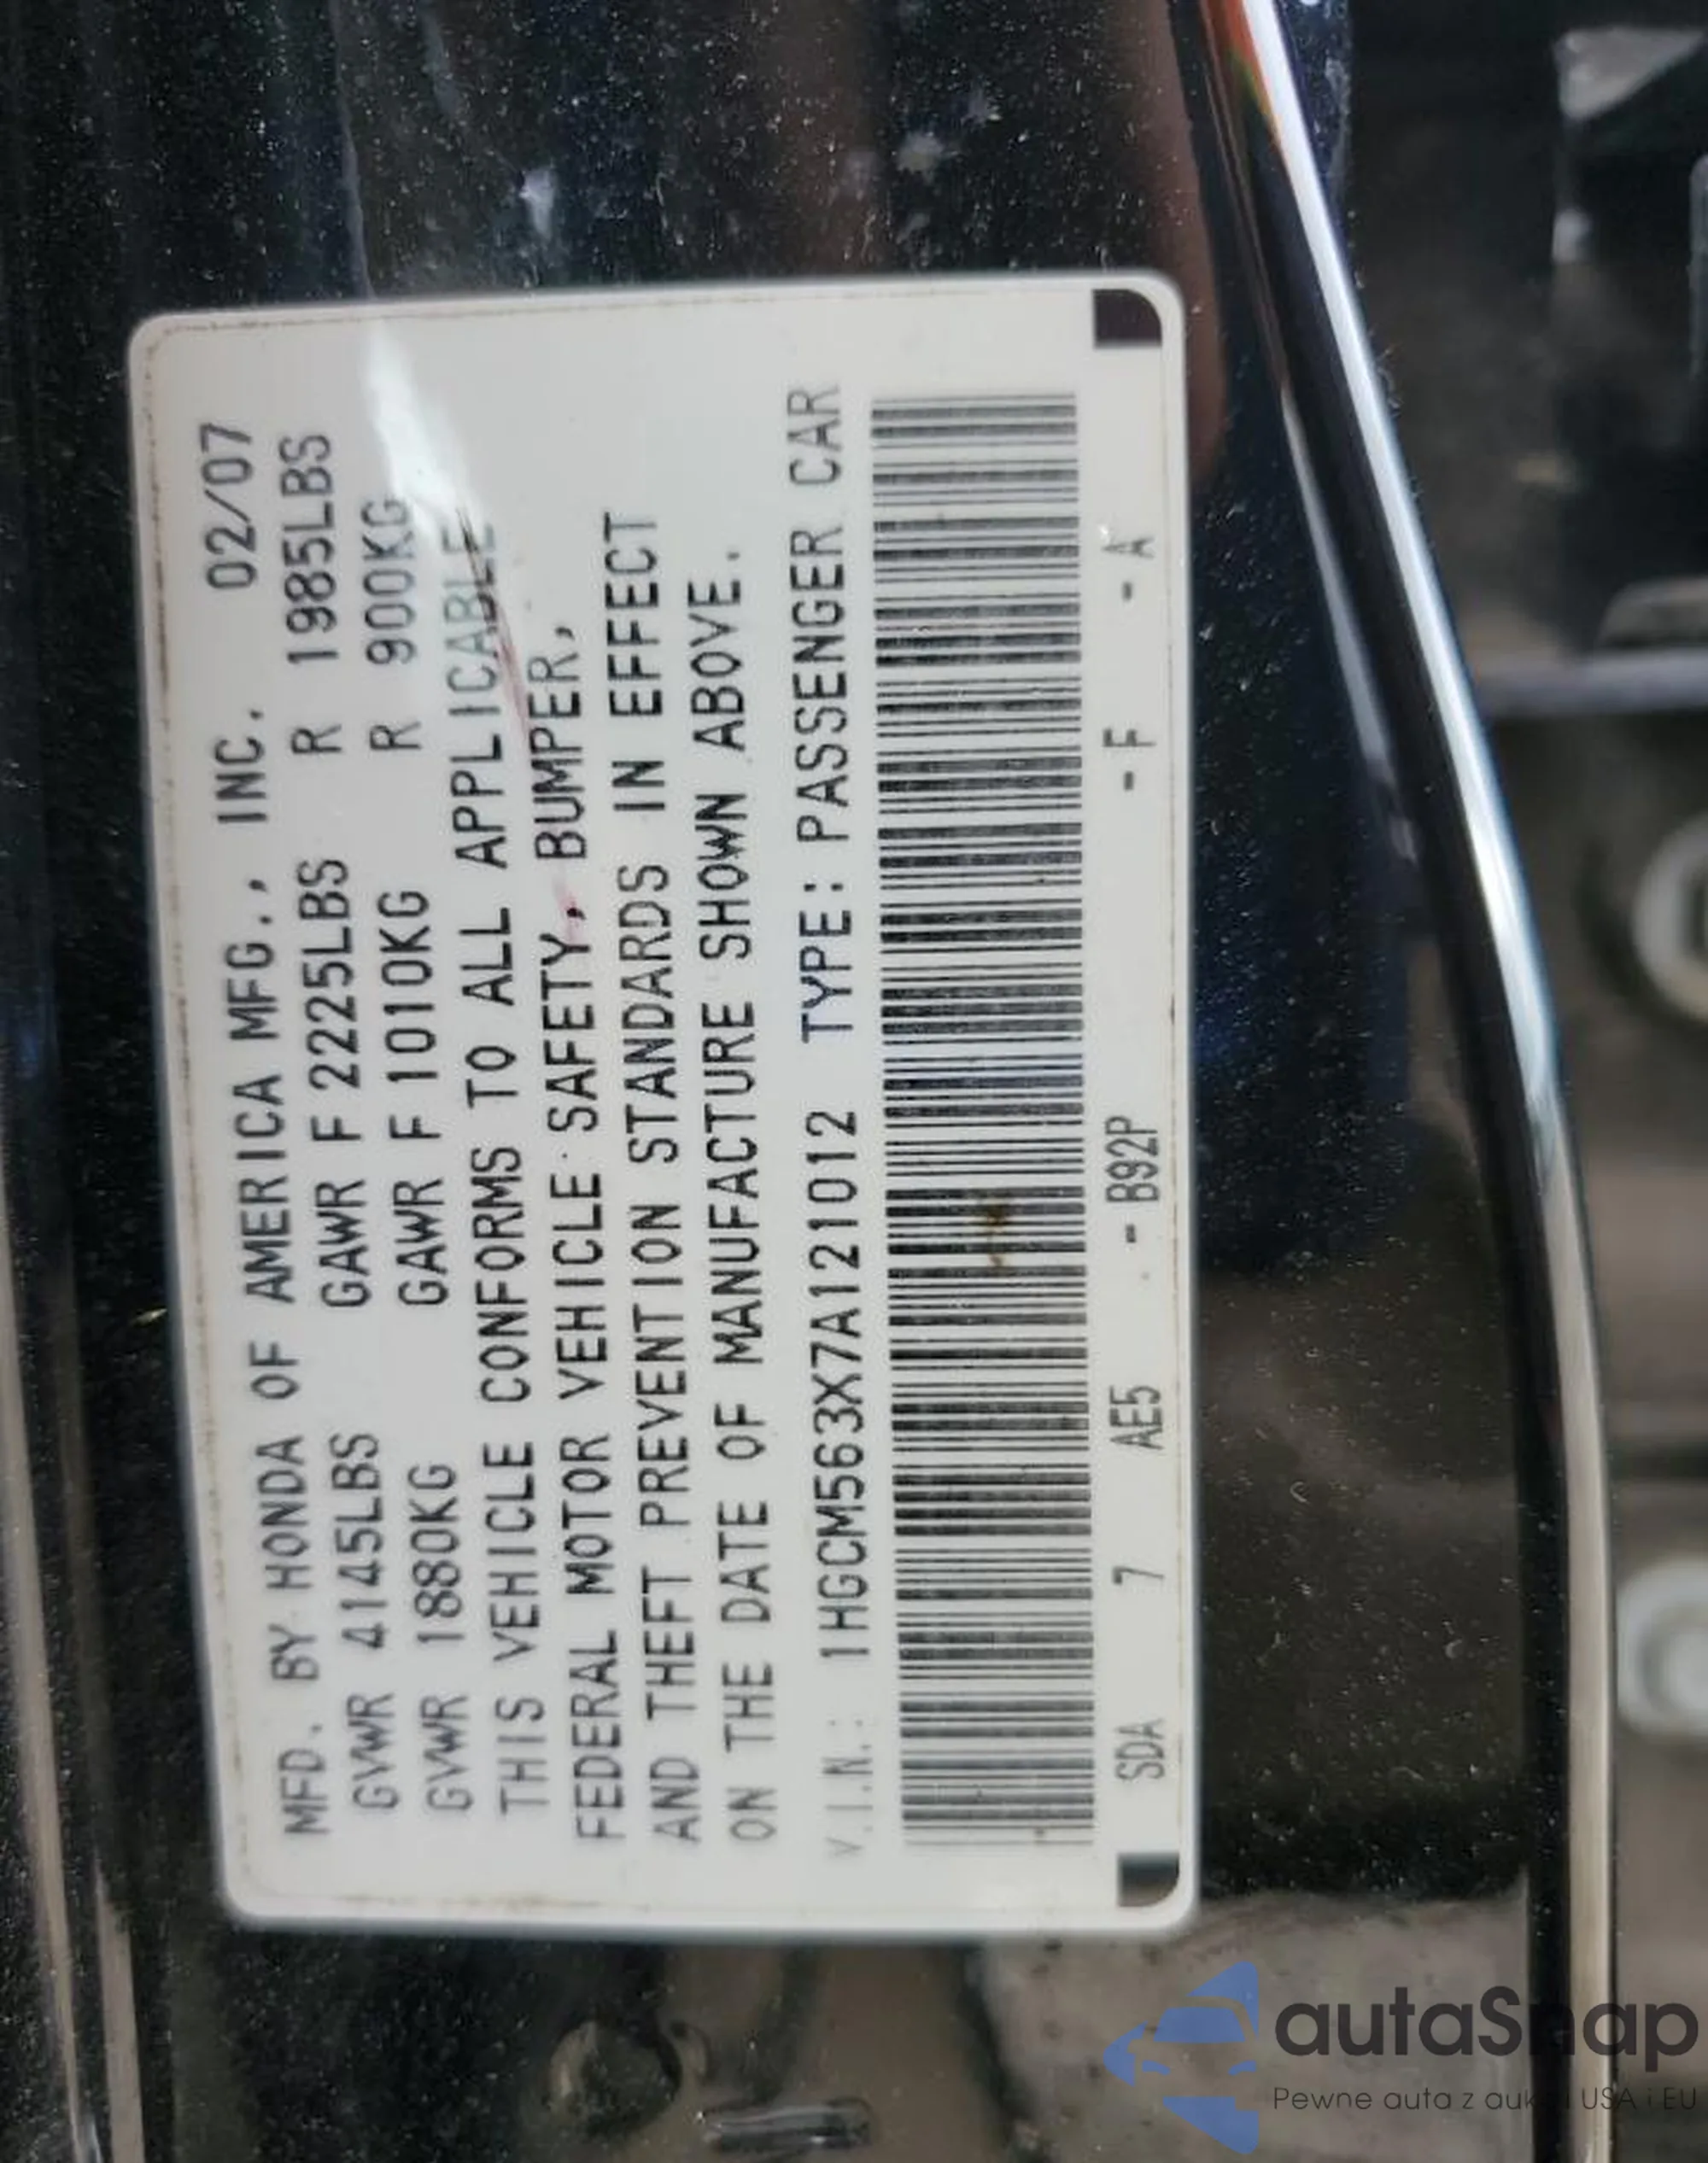 MFD. BY HONDA OF AMERICA MFG., INC. 02/07
GVWR 4145LBS GAWR F 2225LBS R 1985LBS
GVWR 1880KG GAWR F 1010KG R 900KG
THIS VEHICLE CONFORMS TO ALL APPLICABLE
FEDERAL MOTOR VEHICLE SAFETY, BUMPER,
AND THEFT PREVENTION STANDARDS IN EFFECT
ON THE DATE OF MANUFACTURE SHOWN ABOVE.
V.I.N.: 1HGCM563X7A121012 TYPE: PASSENGER CAR
SDA 7 AE5 - B92P - F - A
autaSnap
Pewne auta z aukcji USA i EU